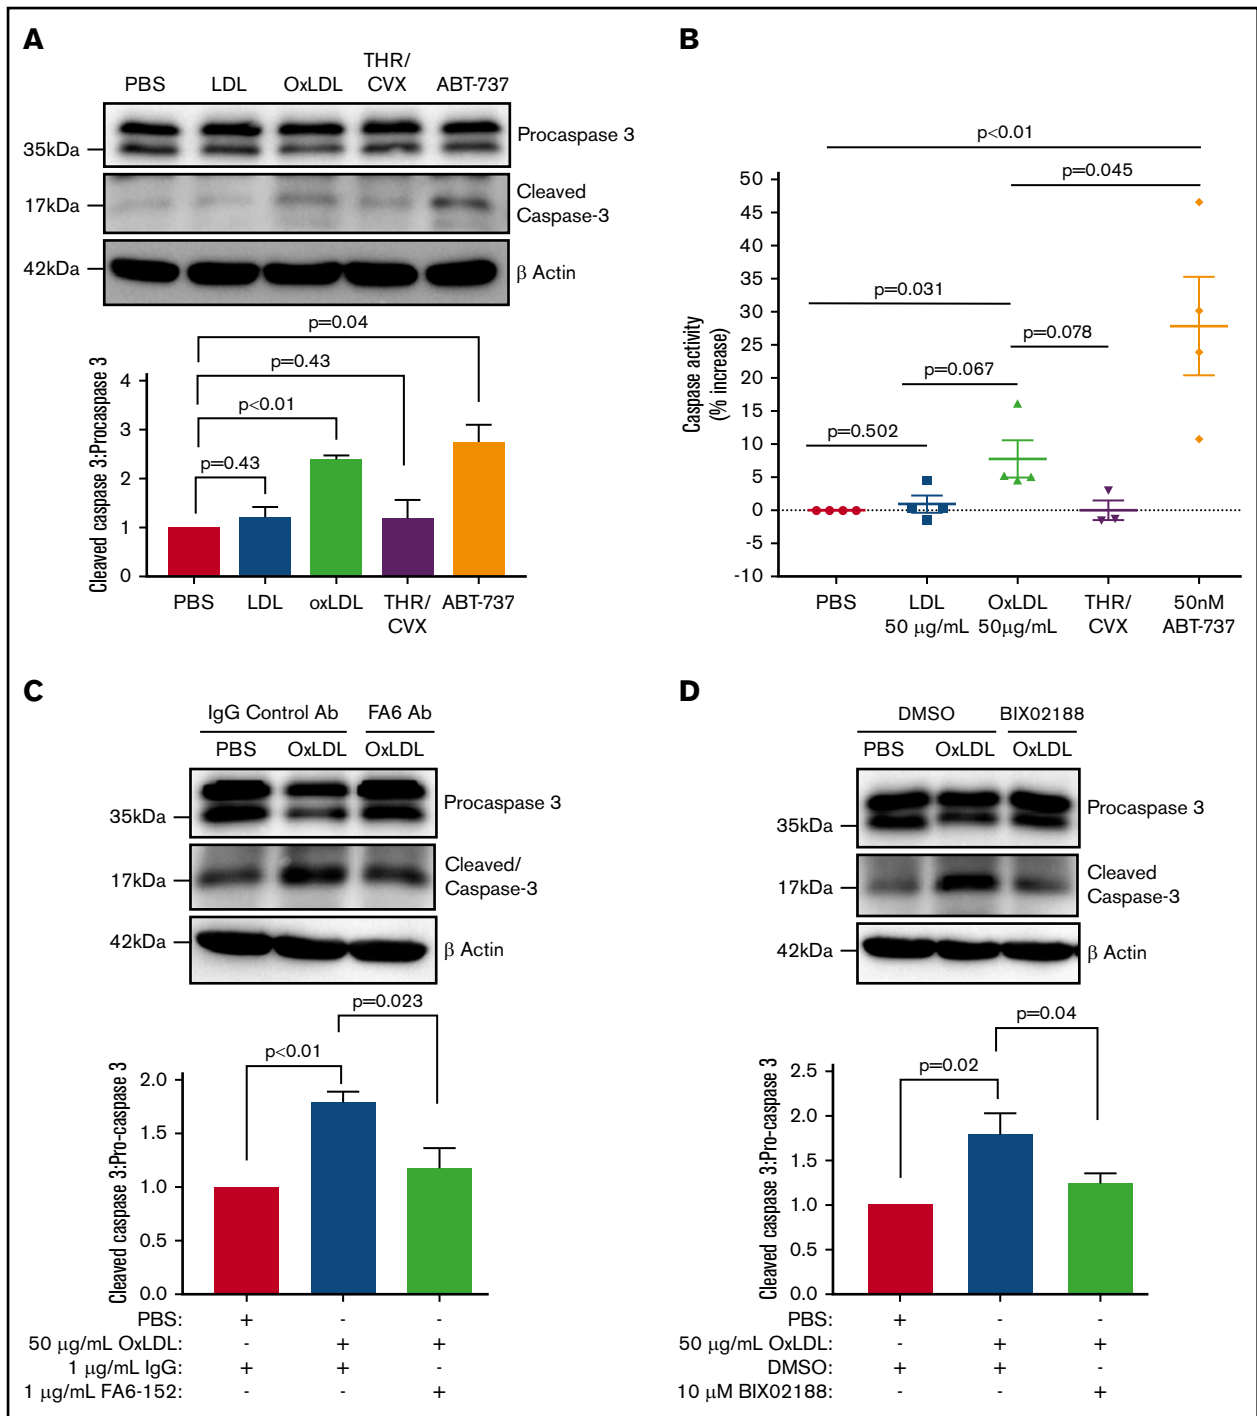 A
PBS LDL OxLDL THR/ CVX ABT-737
Procaspase 3
35kDa
17kDa
Cleaved
Caspase-3
42kDa
β Actin
p=0.04
p=0.43
p<0.01
p=0.43
Cleaved caspase 3:Procaspase 3
4
3
2
1
0
PBS LDL oxLDL THR/ CVX ABT-737
B
p<0.01
p=0.045
p=0.031
p=0.078
p=0.067
p=0.502
Caspase activity
(% increase)
50
45
40
35
30
25
20
15
10
5
0
-5
-10
PBS LDL OxLDL THR/ 50nM
50 μg/mL 50μg/mL CVX ABT-737
C
IgG Control Ab FA6 Ab
PBS OxLDL OxLDL
Procaspase 3
35kDa
Cleaved/
Caspase-3
17kDa
42kDa
β Actin
p=0.023
p<0.01
Cleaved caspase 3:Pro-caspase 3
2.0
1.5
1.0
0.5
0.0
PBS: + - -
50 μg/mL OxLDL: - + +
1 μg/mL IgG: + + -
1 μg/mL FA6-152: - - +
D
DMSO BIX02188
PBS OxLDL OxLDL
Procaspase 3
35kDa
Cleaved
Caspase-3
17kDa
42kDa
β Actin
p=0.04
p=0.02
Cleaved caspase 3:Pro-caspase 3
2.5
2.0
1.5
1.0
0.5
0.0
PBS: + - -
50 μg/mL OxLDL: - + +
DMSO: + + -
10 μM BIX02188: - - +